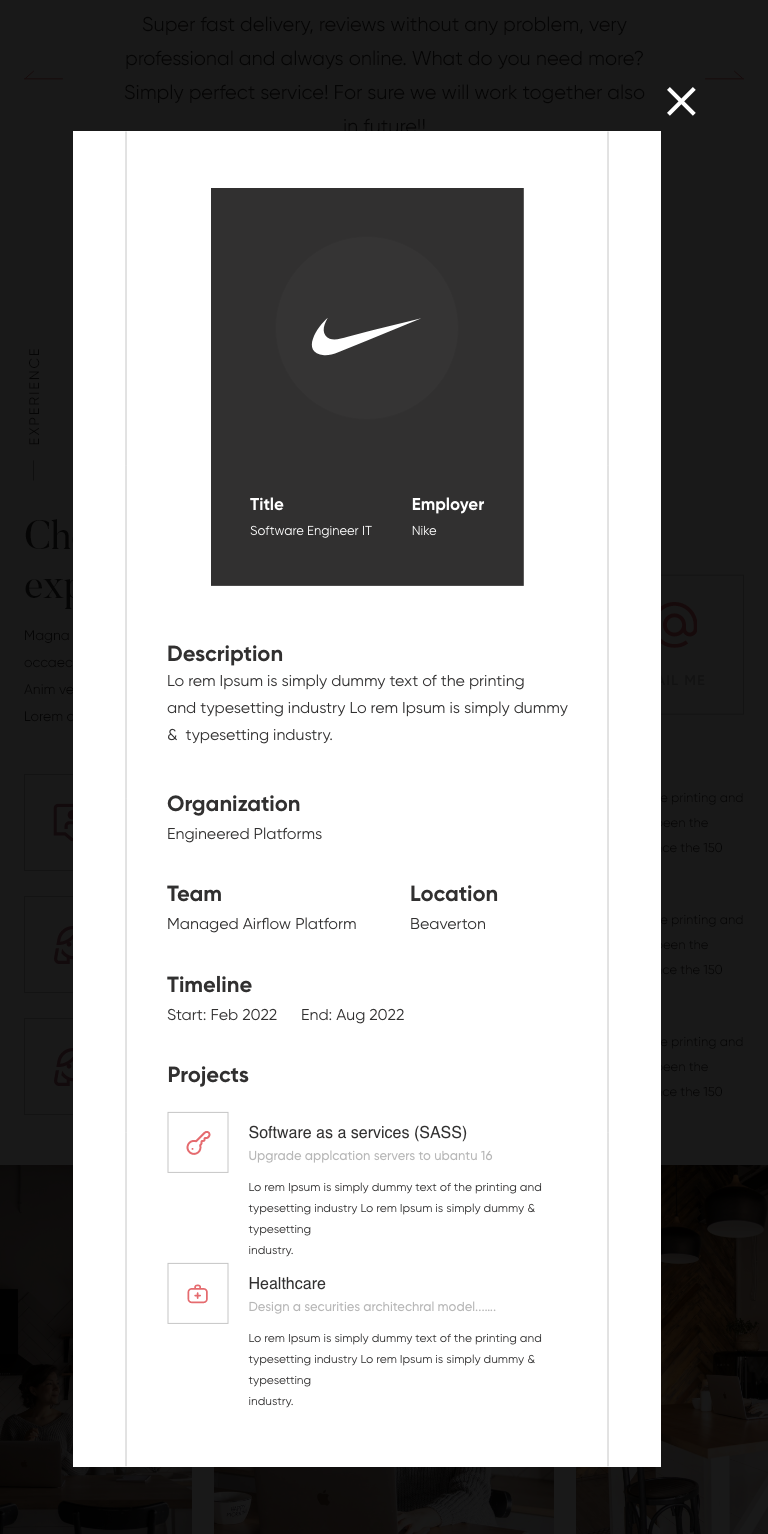 Super fast delivery, reviews without any problem, very
professional and always online. What do you need more?
Simply perfect service! For sure we will work together also
in future!!
EXPERIENCE
Title
Employer
Software Engineer IT
Nike
Ch
exp
Magna
occaec
Anim ve
Lorem
IL ME
Description
Lo rem Ipsum is simply dummy text of the printing
and typesetting industry Lo rem Ipsum is simply dummy
&  typesetting industry.
Organization
Engineered Platforms
Team
Location
Managed Airflow Platform
Beaverton
Timeline
Start: Feb 2022
End: Aug 2022
Projects
Software as a services (SASS)
Upgrade applcation servers to ubantu 16
Lo rem Ipsum is simply dummy text of the printing and
typesetting industry Lo rem Ipsum is simply dummy &
typesetting
industry.
Healthcare
Design a securities architechral model.......
Lo rem Ipsum is simply dummy text of the printing and
typesetting industry Lo rem Ipsum is simply dummy &
typesetting
industry.
printing and
een the
ce the 150
printing and
een the
ce the 150
printing and
een the
ce the 150